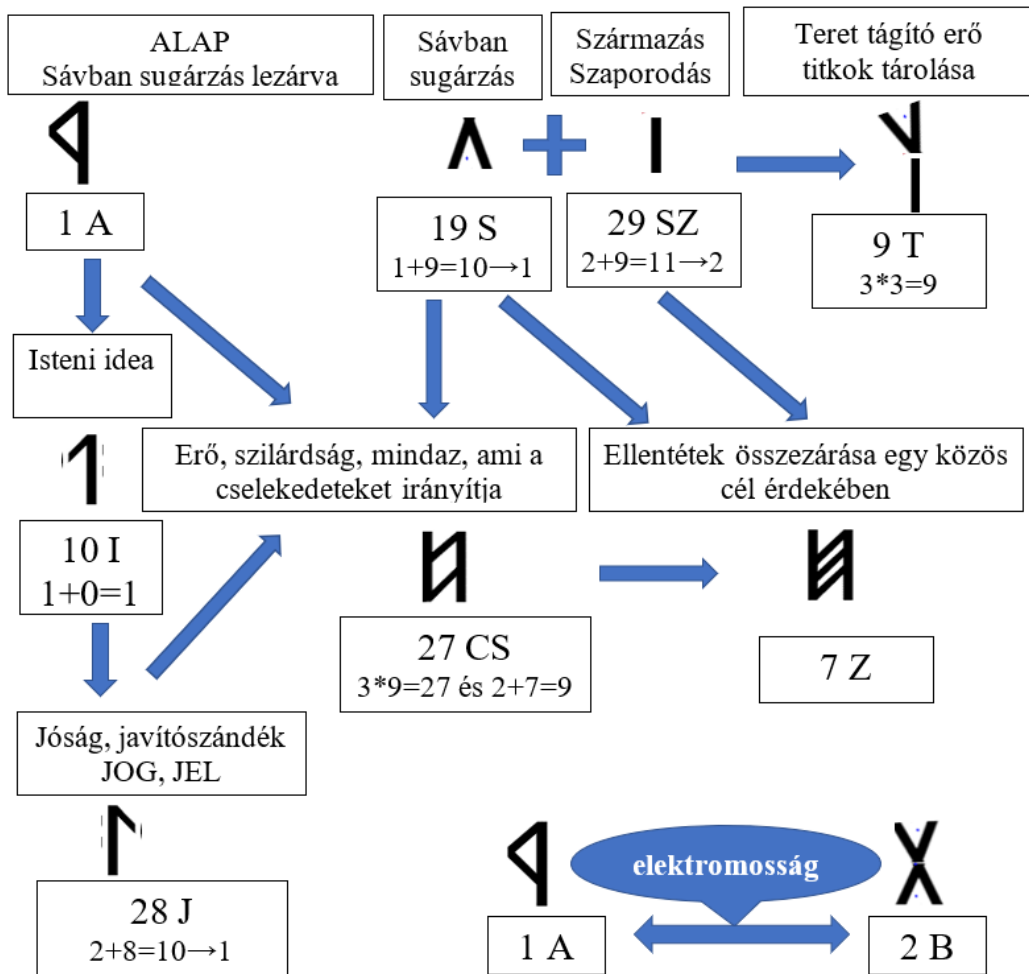 ALAP
Sávban sugárzás lezárva
Sávban
sugárzás
Származás
Szaporodás
Teret tágító erő
titkok tárolása
1 A
19 S
1+9=10→1
29 SZ
2+9=11→2
9 T
3*3=9
Isteni idea
Erő, szilárdság, mindaz, ami a
cselekedeteket irányítja
Ellentétek összezárása egy közös
cél érdekében
10 I
1+0=1
27 CS
3*9=27 és 2+7=9
7 Z
Jóság, javítószándék
JOG, JEL
28 J
2+8=10→1
elektromosság
1 A
2 B